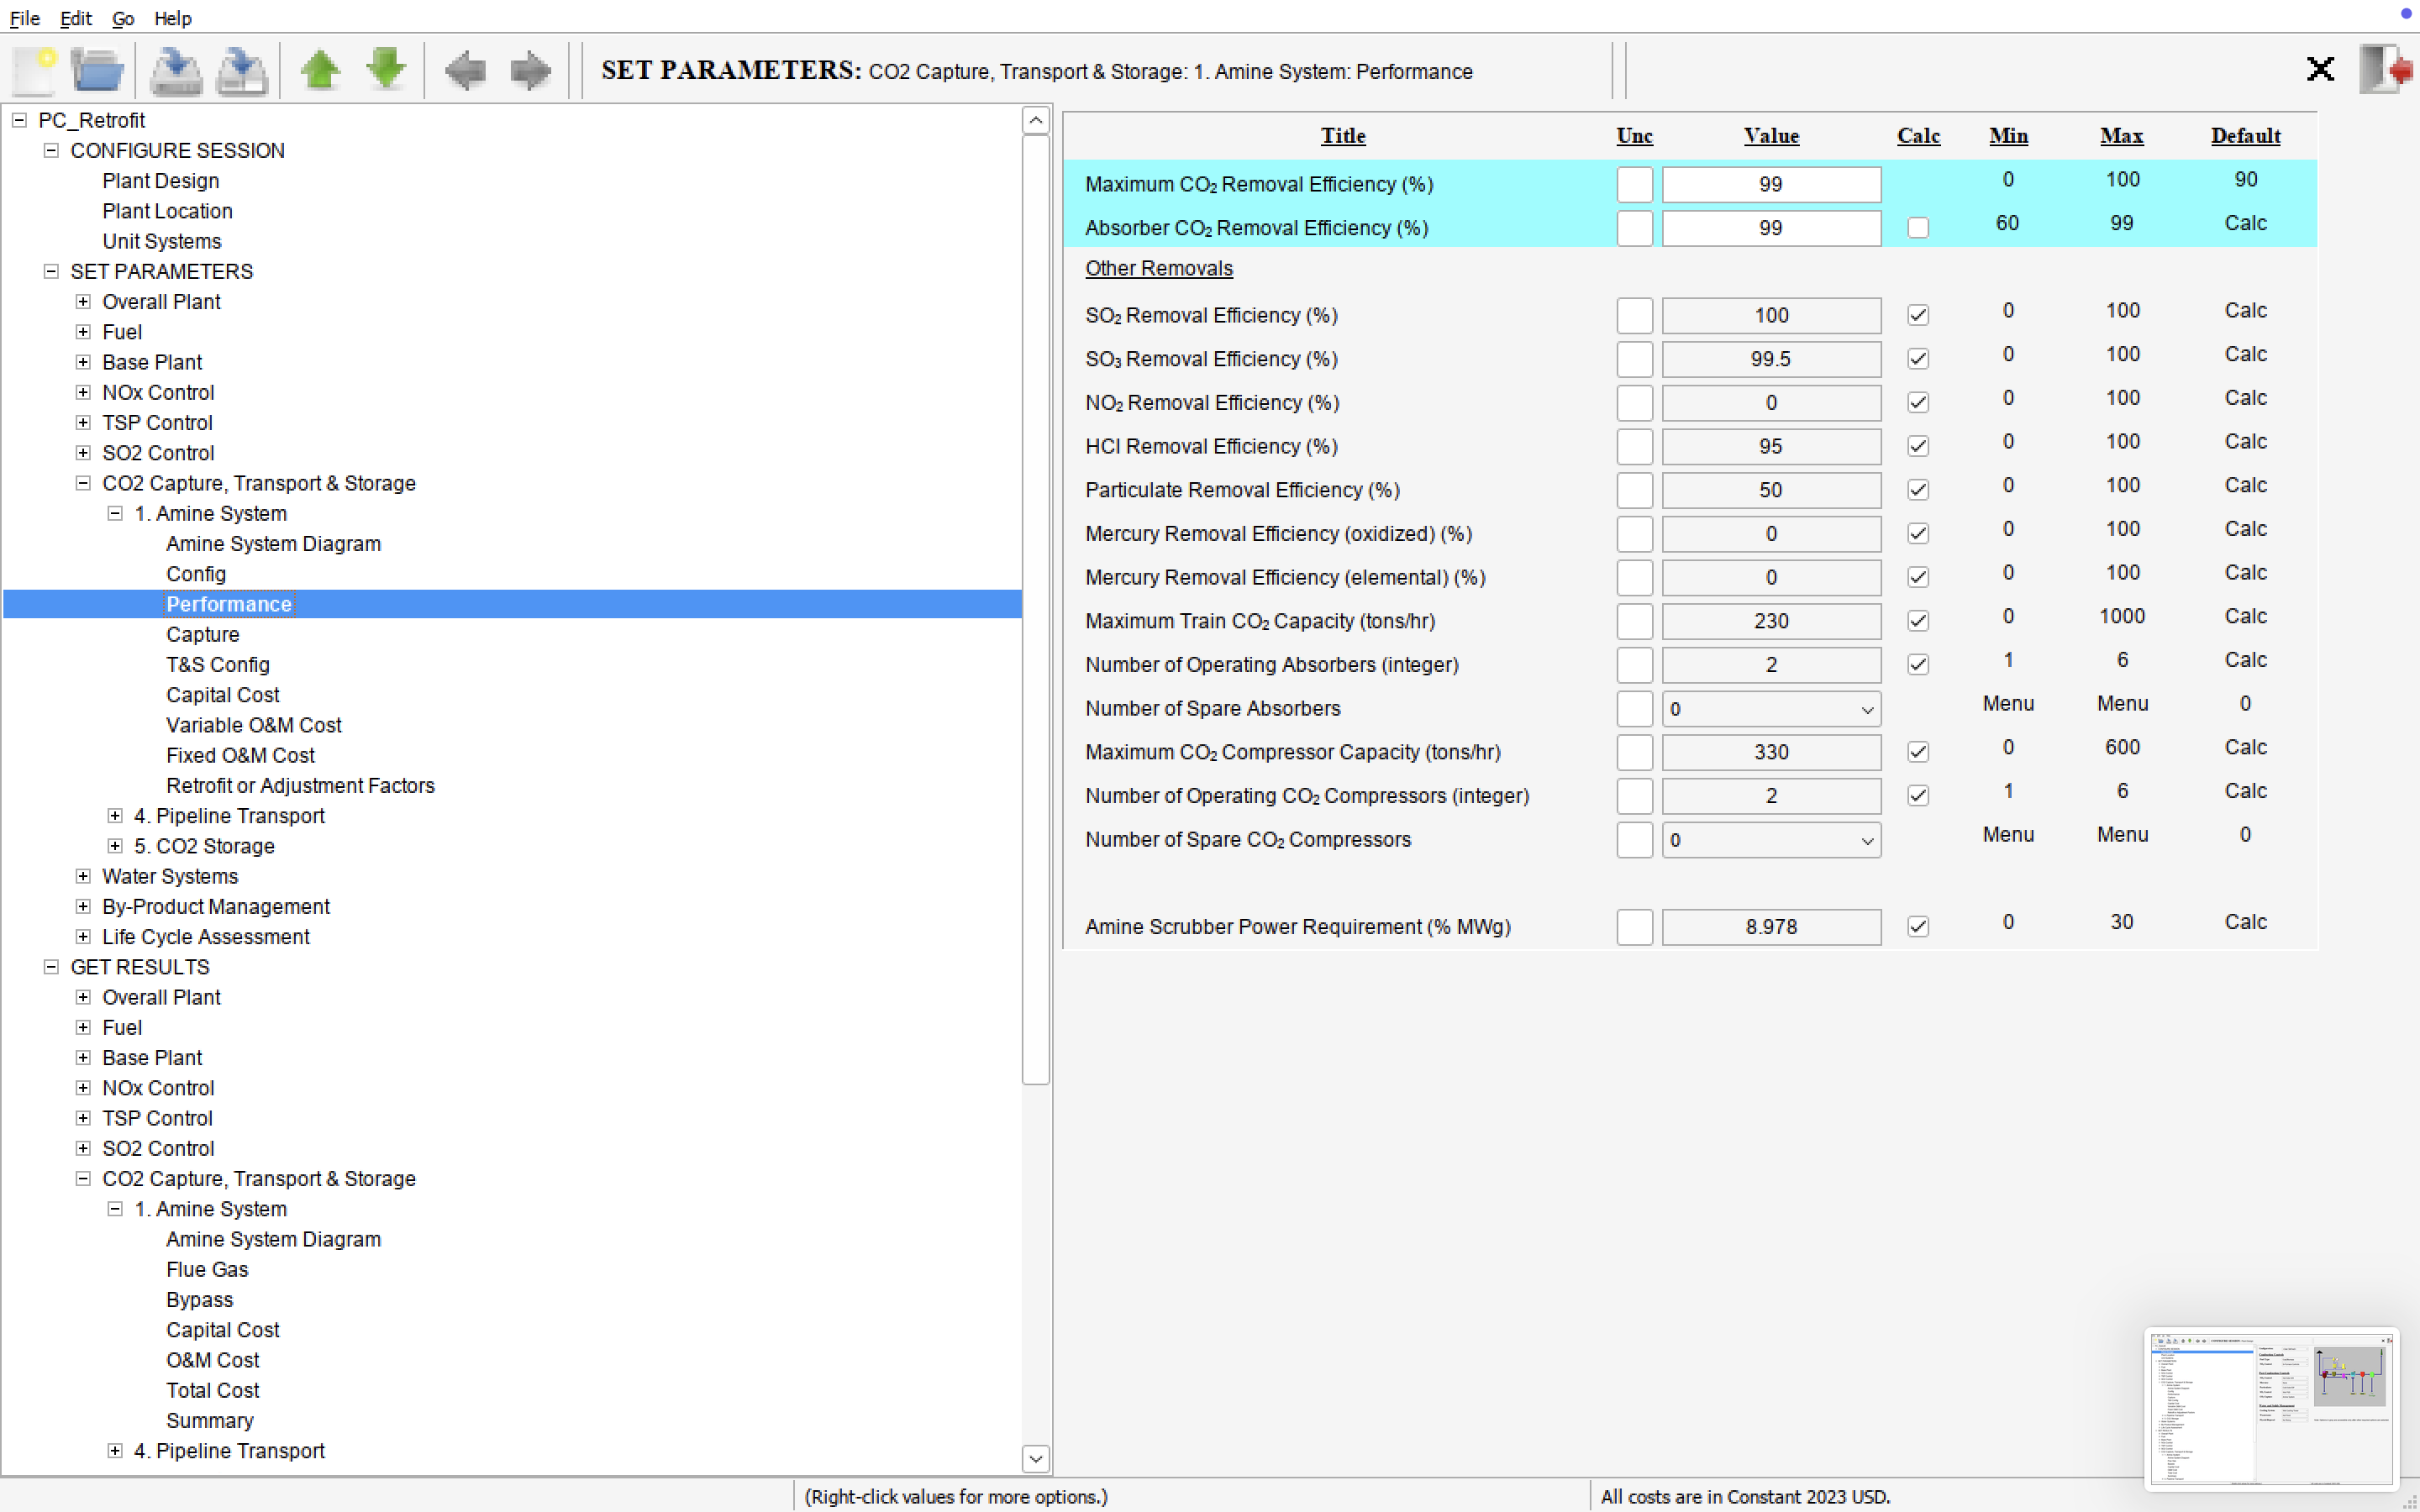 File Edit Go Help
SET PARAMETERS: CO2 Capture, Transport & Storage: 1. Amine System: Performance
PC_Retrofit
CONFIGURE SESSION
Plant Design
Plant Location
Unit Systems
SET PARAMETERS
Overall Plant
Fuel
Base Plant
NOx Control
TSP Control
SO2 Control
CO2 Capture, Transport & Storage
1. Amine System
Amine System Diagram
Config
Performance
Capture
T&S Config
Capital Cost
Variable O&M Cost
Fixed O&M Cost
Retrofit or Adjustment Factors
4. Pipeline Transport
5. CO2 Storage
Water Systems
By-Product Management
Life Cycle Assessment
GET RESULTS
Overall Plant
Fuel
Base Plant
NOx Control
TSP Control
SO2 Control
CO2 Capture, Transport & Storage
1. Amine System
Amine System Diagram
Flue Gas
Bypass
Capital Cost
O&M Cost
Total Cost
Summary
4. Pipeline Transport
Title Unc Value Calc Min Max Default
Maximum CO₂ Removal Efficiency (%) 99 0 100 90
Absorber CO₂ Removal Efficiency (%) 99 60 99 Calc
Other Removals
SO₂ Removal Efficiency (%) 100 0 100 Calc
SO₃ Removal Efficiency (%) 99.5 0 100 Calc
NO₂ Removal Efficiency (%) 0 0 100 Calc
HCl Removal Efficiency (%) 95 0 100 Calc
Particulate Removal Efficiency (%) 50 0 100 Calc
Mercury Removal Efficiency (oxidized) (%) 0 0 100 Calc
Mercury Removal Efficiency (elemental) (%) 0 0 100 Calc
Maximum Train CO₂ Capacity (tons/hr) 230 0 1000 Calc
Number of Operating Absorbers (integer) 2 1 6 Calc
Number of Spare Absorbers 0 Menu Menu 0
Maximum CO₂ Compressor Capacity (tons/hr) 330 0 600 Calc
Number of Operating CO₂ Compressors (integer) 2 1 6 Calc
Number of Spare CO₂ Compressors 0 Menu Menu 0
Amine Scrubber Power Requirement (% MWg) 8.978 0 30 Calc
(Right-click values for more options.)
All costs are in Constant 2023 USD.